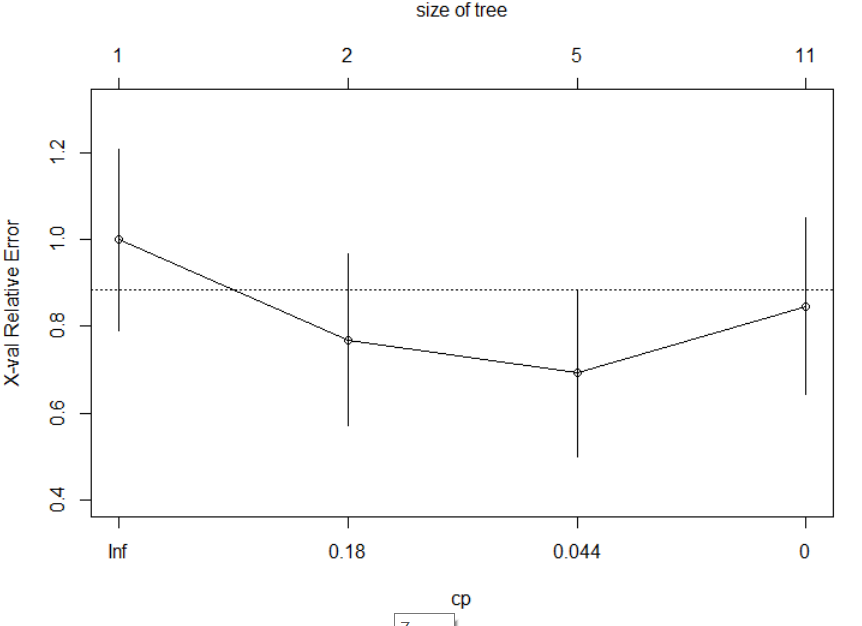 size of tree
1 2 5 11
X-val Relative Error
1.2
1.0
0.8
0.6
0.4
Inf 0.18 0.044 0
cp